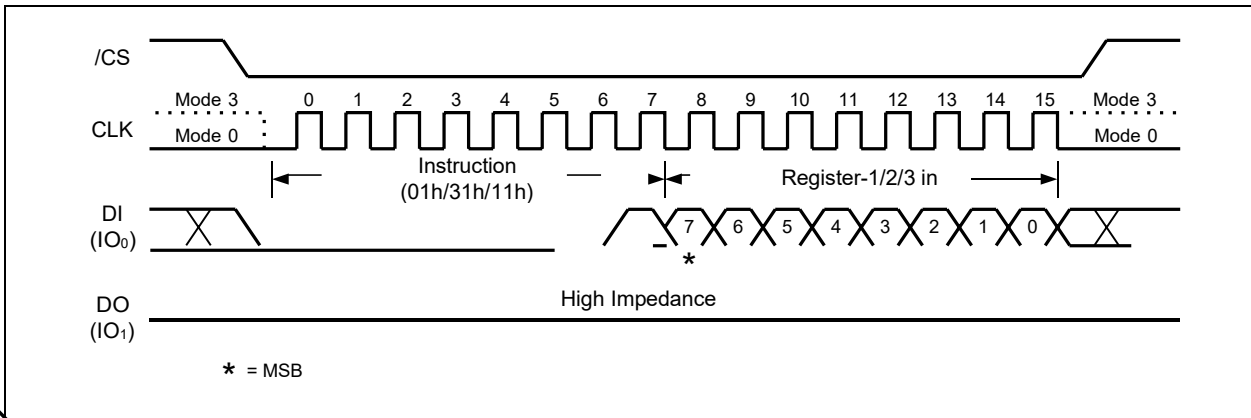 /CS
Mode 3 0 1 2 3 4 5 6 7 8 9 10 11 12 13 14 15 Mode 3
CLK
Mode 0 Mode 0
Instruction
(01h/31h/11h)
Register-1/2/3 in
DI
(IO₀)
7 6 5 4 3 2 1 0
*
High Impedance
DO
(IO₁)
* = MSB